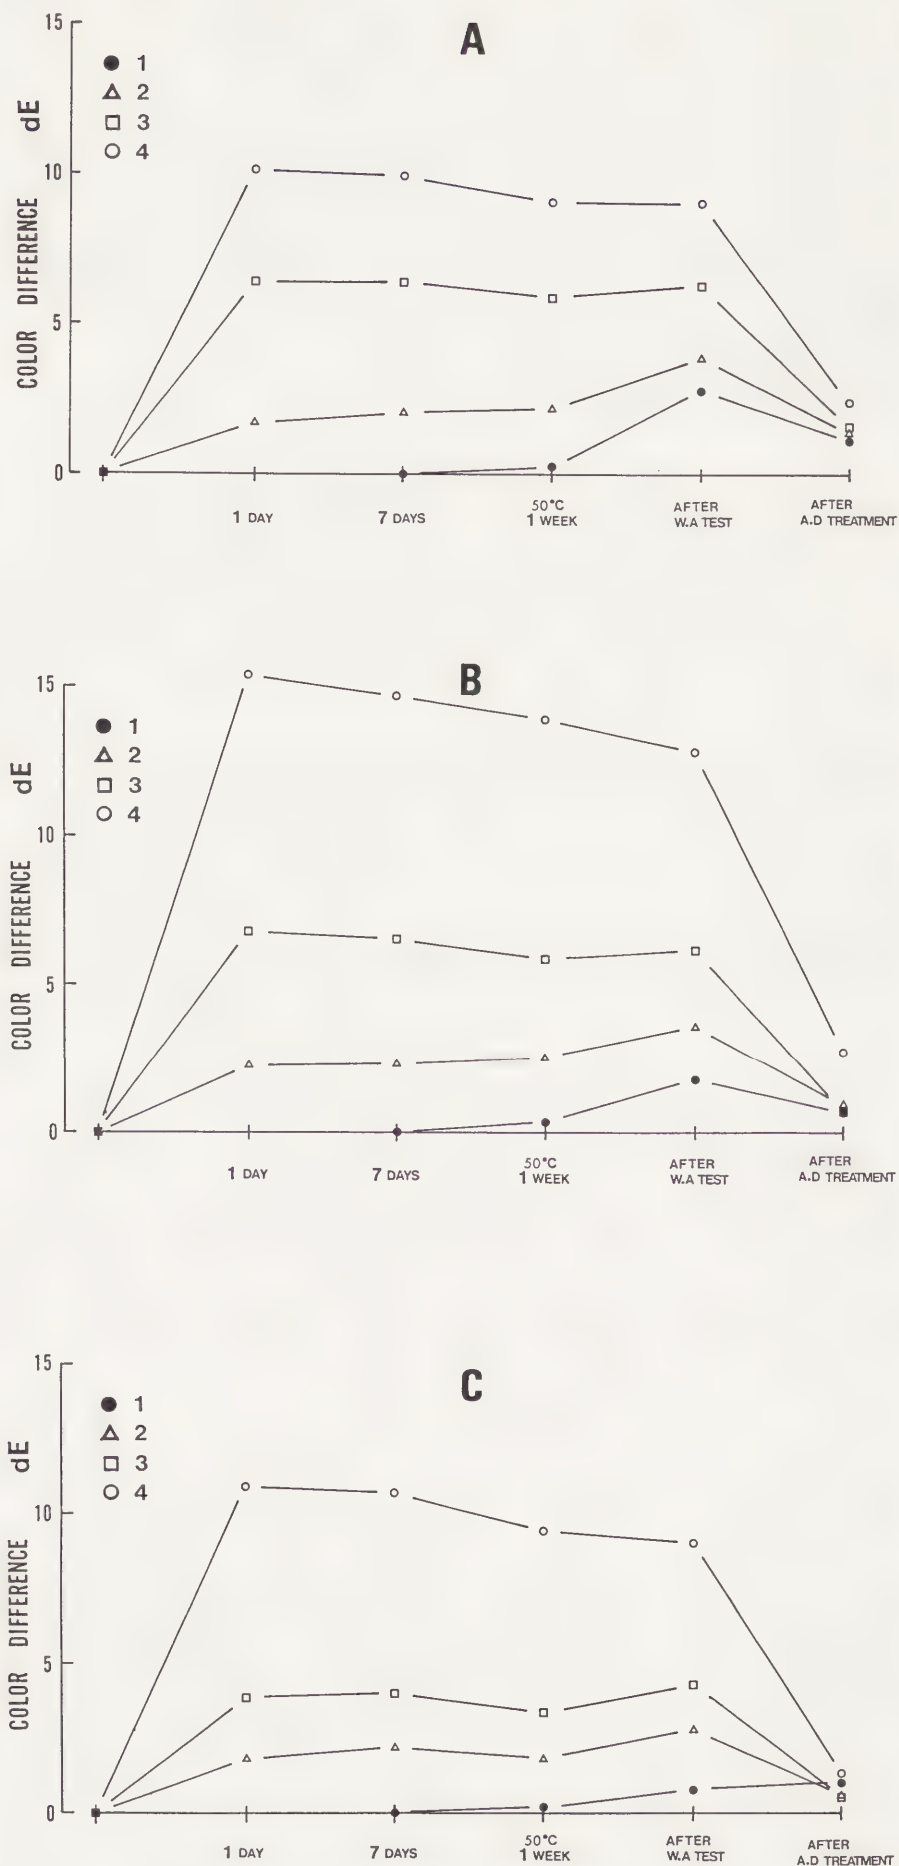 A
15
10
5
0
COLOR DIFFERENCE dE
1
2
3
4
1 DAY
7 DAYS
50°C
1 WEEK
AFTER
W.A TEST
AFTER
A.D TREATMENT
B
15
10
5
0
COLOR DIFFERENCE dE
1
2
3
4
1 DAY
7 DAYS
50°C
1 WEEK
AFTER
W.A TEST
AFTER
A.D TREATMENT
C
15
10
5
0
COLOR DIFFERENCE dE
1
2
3
4
1 DAY
7 DAYS
50°C
1 WEEK
AFTER
W.A TEST
AFTER
A.D TREATMENT